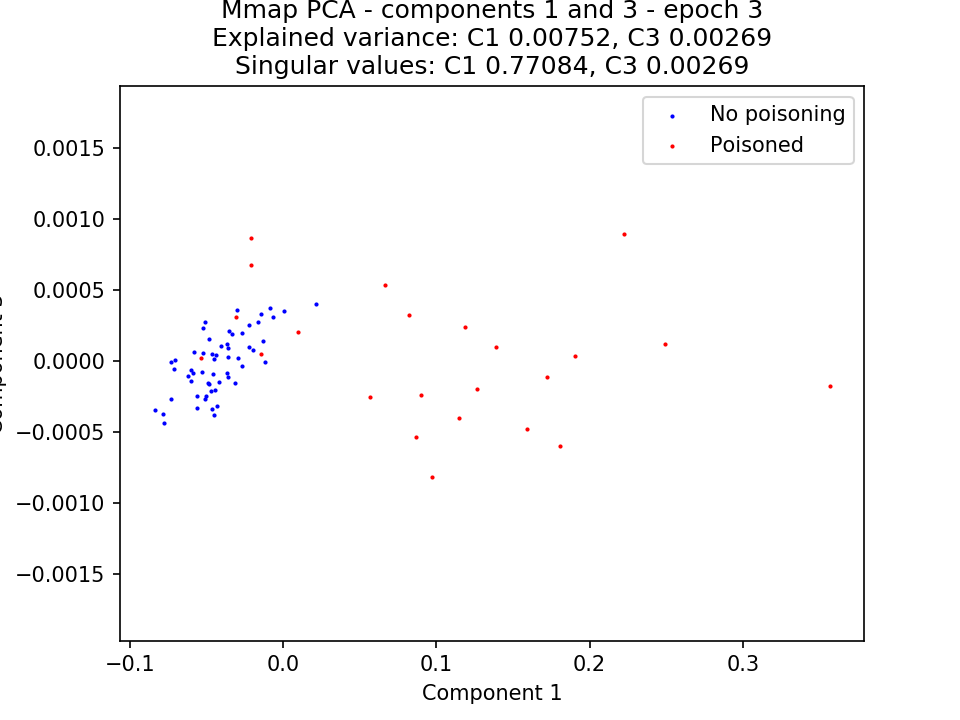 Mmap PCA - components 1 and 3 - epoch 3
Explained variance: C1 0.00752, C3 0.00269
Singular values: C1 0.77084, C3 0.00269
No poisoning
Poisoned
0.0015
0.0010
0.0005
0.0000
−0.0005
−0.0010
−0.0015
−0.1
0.0
0.1
0.2
0.3
Component 1